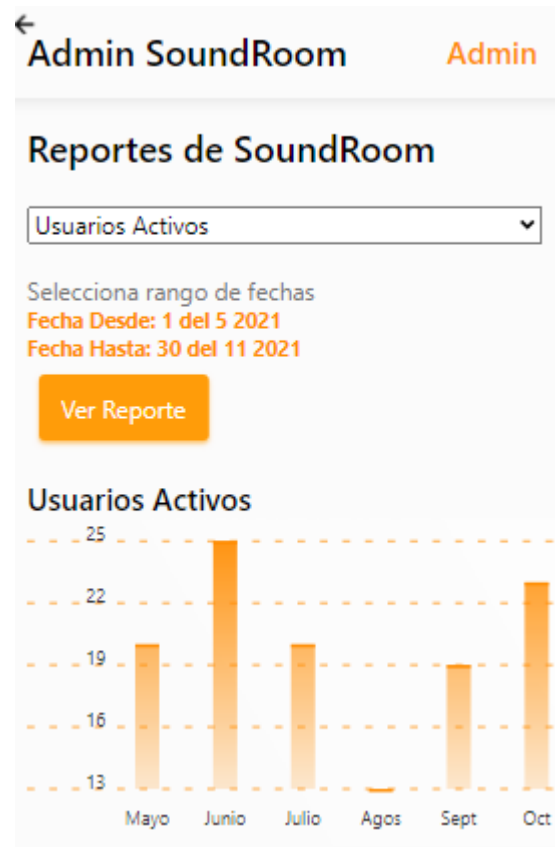 ←
Admin SoundRoom Admin
Reportes de SoundRoom
Usuarios Activos
Selecciona rango de fechas
Fecha Desde: 1 del 5 2021
Fecha Hasta: 30 del 11 2021
Ver Reporte
Usuarios Activos
25
22
19
16
13
Mayo Junio Julio Agos Sept Oct